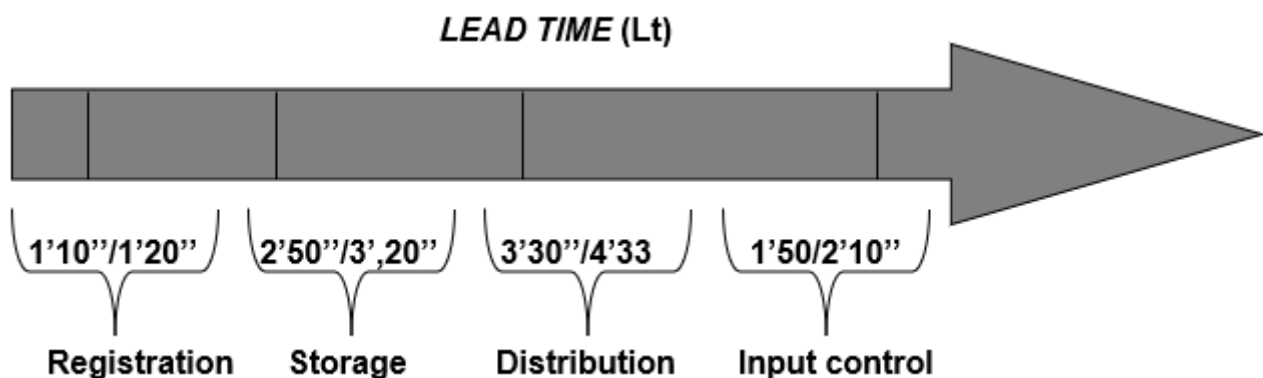 LEAD TIME (Lt)
1’10’’/1’20’’ 2’50’’/3’,20’’ 3’30’’/4’33 1’50/2’10’’
Registration Storage Distribution Input control